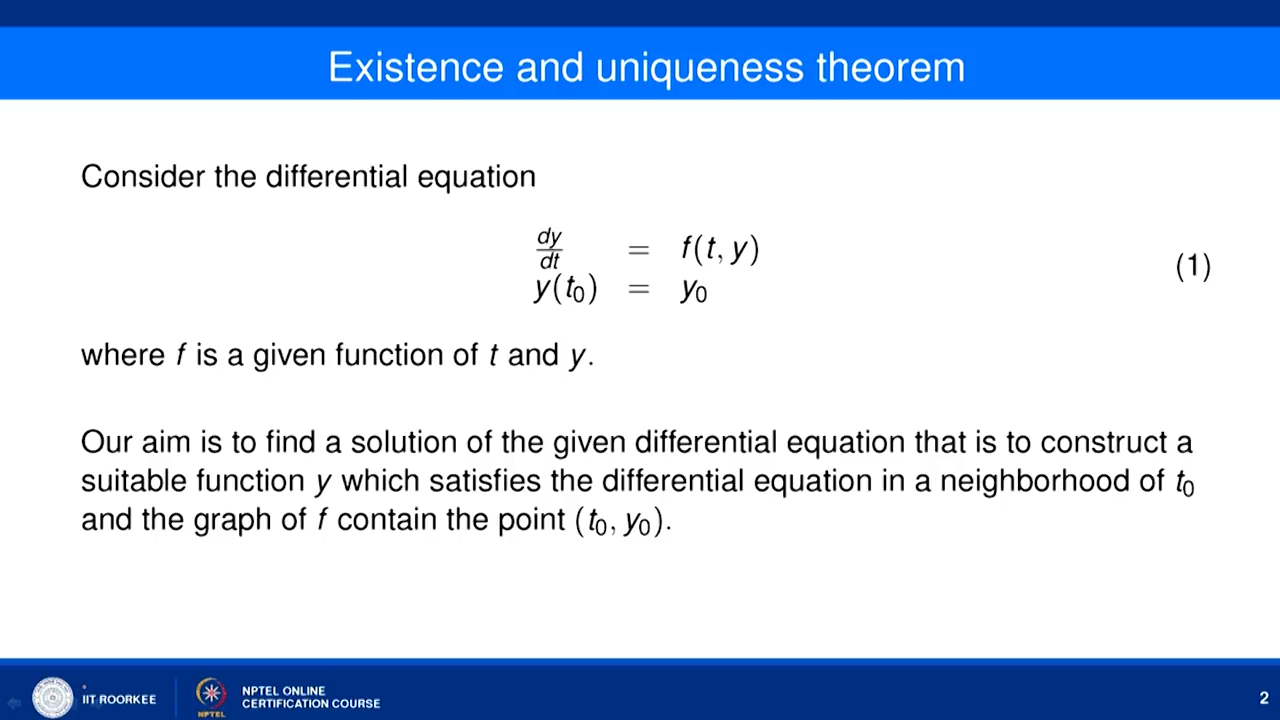 Existence and uniqueness theorem
Consider the differential equation
dy/dt = f(t, y)
y(t₀) = y₀
(1)
where f is a given function of t and y.
Our aim is to find a solution of the given differential equation that is to construct a
suitable function y which satisfies the differential equation in a neighborhood of t₀
and the graph of f contain the point (t₀, y₀).
IIT ROORKEE
NPTEL
NPTEL ONLINE
CERTIFICATION COURSE
2